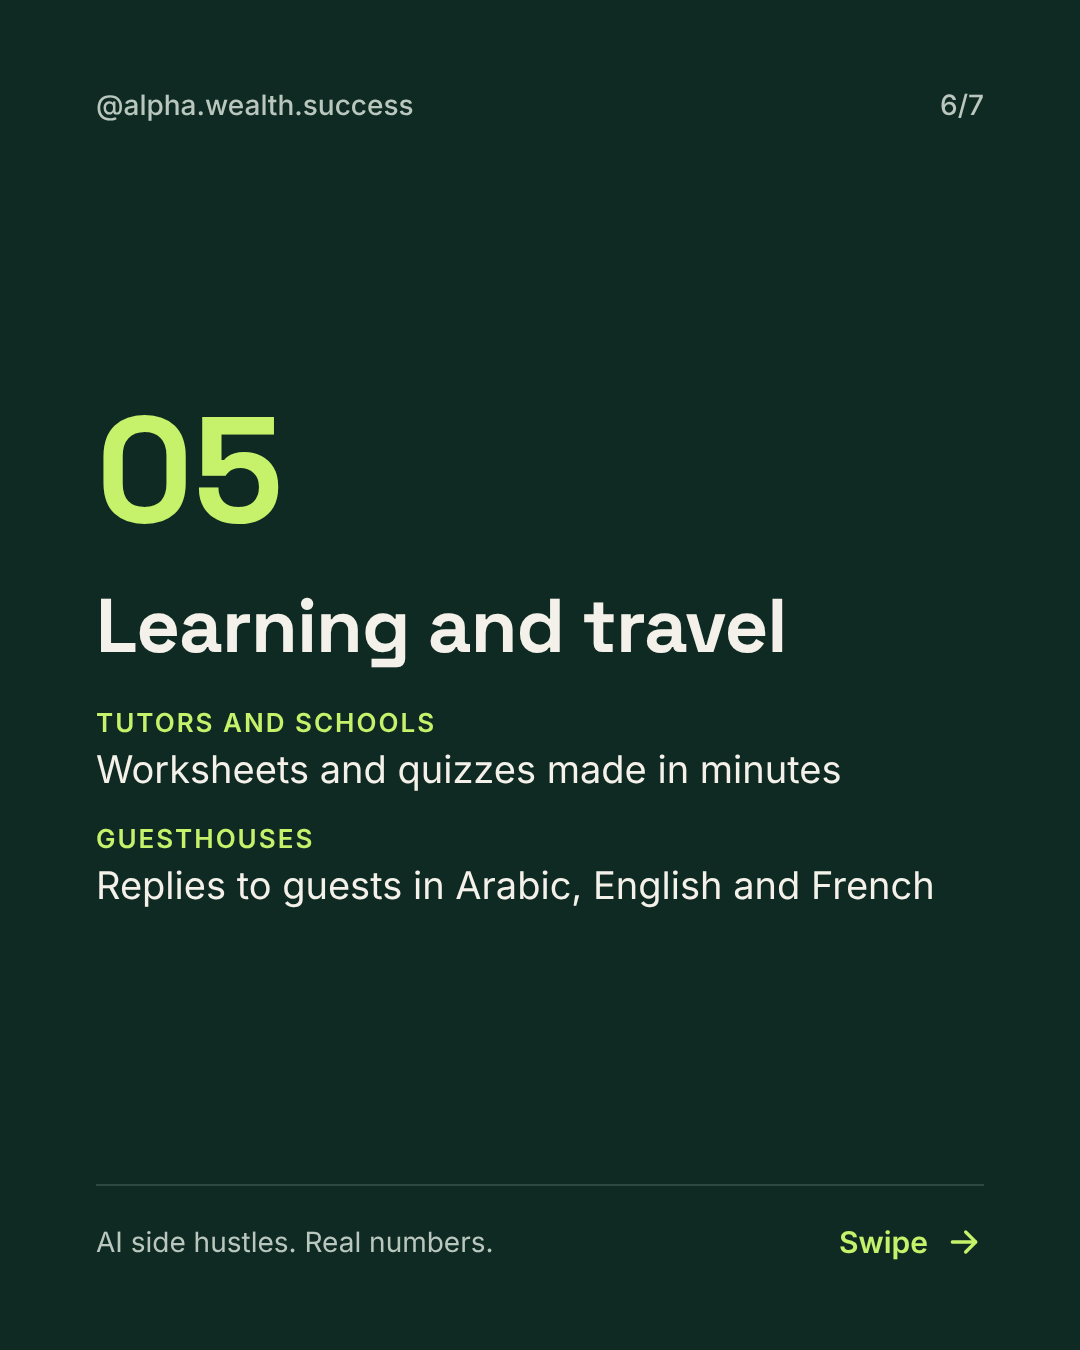 @alpha.wealth.success
6/7
05
Learning and travel
TUTORS AND SCHOOLS
Worksheets and quizzes made in minutes
GUESTHOUSES
Replies to guests in Arabic, English and French
AI side hustles. Real numbers.
Swipe →